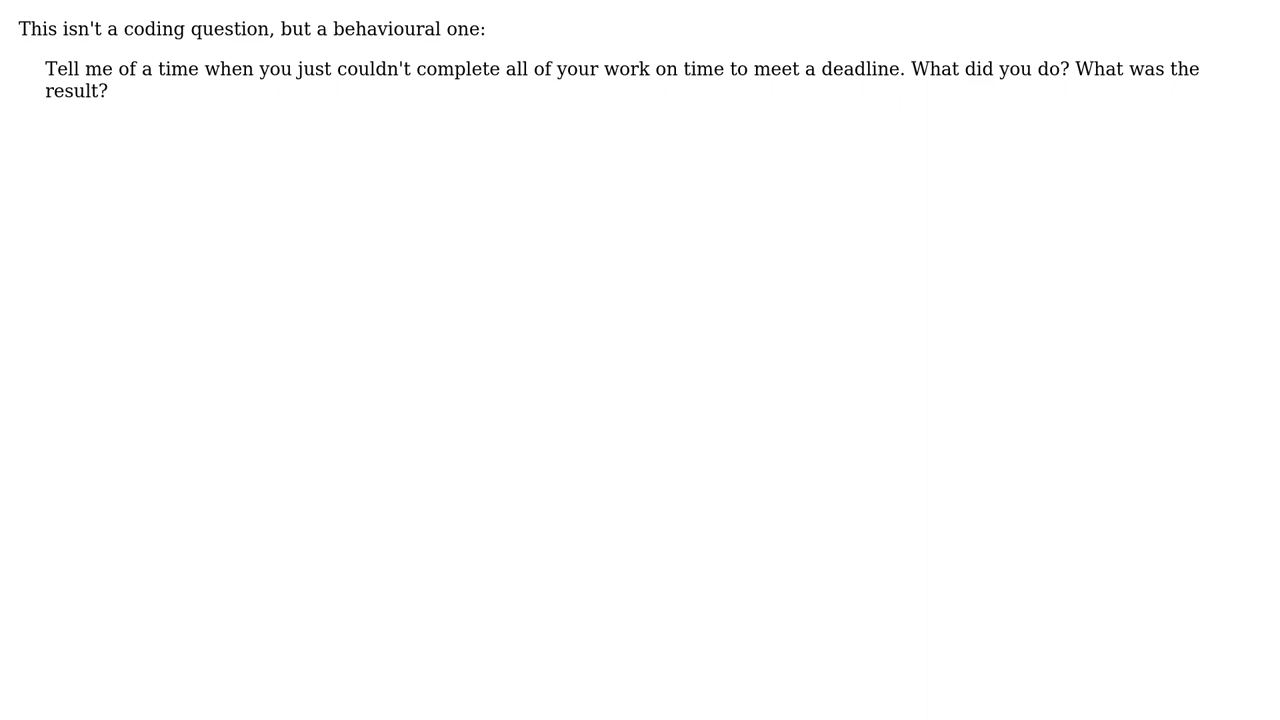 This isn't a coding question, but a behavioural one:
Tell me of a time when you just couldn't complete all of your work on time to meet a deadline. What did you do? What was the
result?